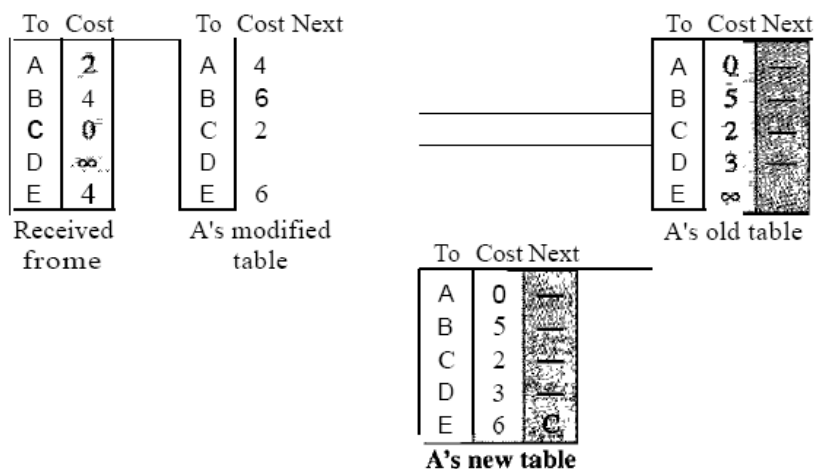 To Cost
A 2
B 4
C 0
D ∞
E 4
Received
frome
To Cost Next
A 4
B 6
C 2
D
E 6
A's modified
table
To Cost Next
A 0 —
B 5 —
C 2 —
D 3 —
E ∞
A's old table
To Cost Next
A 0 —
B 5 —
C 2 —
D 3 —
E 6 C
A's new table